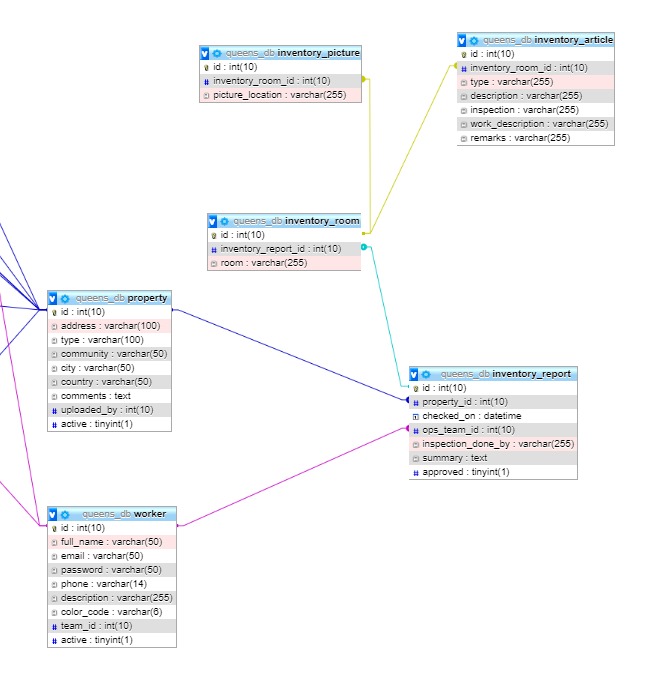 queens_db inventory_picture
id : int(10)
inventory_room_id : int(10)
picture_location : varchar(255)
queens_db inventory_article
id : int(10)
inventory_room_id : int(10)
type : varchar(255)
description : varchar(255)
inspection : varchar(255)
work_description : varchar(255)
remarks : varchar(255)
queens_db inventory_room
id : int(10)
inventory_report_id : int(10)
room : varchar(255)
queens_db property
id : int(10)
address : varchar(100)
type : varchar(100)
community : varchar(50)
city : varchar(50)
country : varchar(50)
comments : text
uploaded_by : int(10)
active : tinyint(1)
queens_db inventory_report
id : int(10)
property_id : int(10)
checked_on : datetime
ops_team_id : int(10)
inspection_done_by : varchar(255)
summary : text
approved : tinyint(1)
queens_db worker
id : int(10)
full_name : varchar(50)
email : varchar(50)
password : varchar(50)
phone : varchar(14)
description : varchar(255)
color_code : varchar(6)
team_id : int(10)
active : tinyint(1)